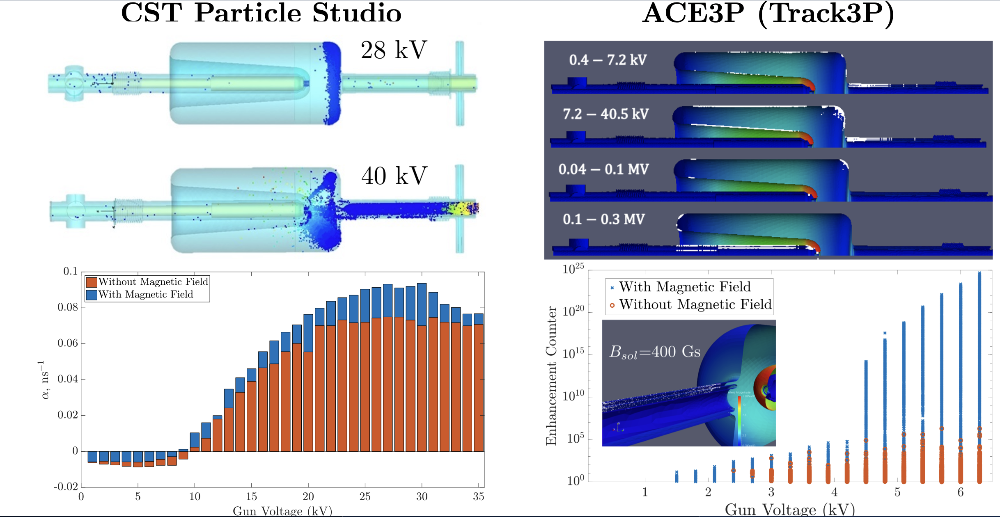 CST Particle Studio
28 kV
40 kV
Without Magnetic Field
With Magnetic Field
0.1
0.08
0.06
0.04
0.02
0
-0.02
α, ns⁻¹
0 5 10 15 20 25 30 35
Gun Voltage (kV)
ACE3P (Track3P)
0.4 – 7.2 kV
7.2 – 40.5 kV
0.04 – 0.1 MV
0.1 – 0.3 MV
With Magnetic Field
Without Magnetic Field
B_sol=400 Gs
10²⁵
10²⁰
10¹⁵
10¹⁰
10⁵
10⁰
Enhancement Counter
1 2 3 4 5 6
Gun Voltage (kV)